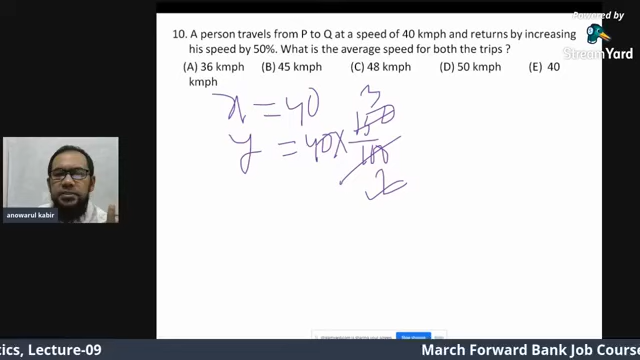 Powered by
StreamYard
10. A person travels from P to Q at a speed of 40 kmph and returns by increasing
his speed by 50%. What is the average speed for both the trips ?
(A) 36 kmph (B) 45 kmph (C) 48 kmph (D) 50 kmph (E) 40
kmph
x = 40
y = 40 × 150/100
3
2
anowarul kabir
tics, Lecture-09
March Forward Bank Job Cours